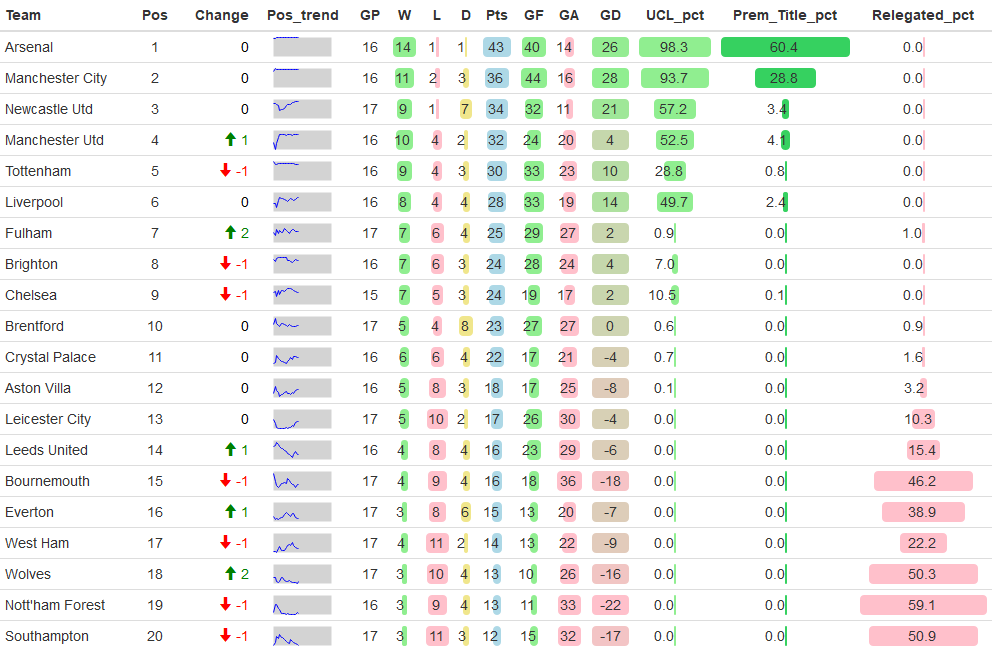 Team Pos Change Pos_trend GP W L D Pts GF GA GD UCL_pct Prem_Title_pct Relegated_pct
Arsenal 1 0 16 14 1 1 43 40 14 26 98.3 60.4 0.0
Manchester City 2 0 16 11 2 3 36 44 16 28 93.7 28.8 0.0
Newcastle Utd 3 0 17 9 1 7 34 32 11 21 57.2 3.4 0.0
Manchester Utd 4 1 16 10 4 2 32 24 20 4 52.5 4.1 0.0
Tottenham 5 -1 16 9 4 3 30 33 23 10 28.8 0.8 0.0
Liverpool 6 0 16 8 4 4 28 33 19 14 49.7 2.4 0.0
Fulham 7 2 17 7 6 4 25 29 27 2 0.9 0.0 1.0
Brighton 8 -1 16 7 6 3 24 28 24 4 7.0 0.0 0.0
Chelsea 9 -1 15 7 5 3 24 19 17 2 10.5 0.1 0.0
Brentford 10 0 17 5 4 8 23 27 27 0 0.6 0.0 0.9
Crystal Palace 11 0 16 6 6 4 22 17 21 -4 0.7 0.0 1.6
Aston Villa 12 0 16 5 8 3 18 17 25 -8 0.1 0.0 3.2
Leicester City 13 0 17 5 10 2 17 26 30 -4 0.0 0.0 10.3
Leeds United 14 1 16 4 8 4 16 23 29 -6 0.0 0.0 15.4
Bournemouth 15 -1 17 4 9 4 16 18 36 -18 0.0 0.0 46.2
Everton 16 1 17 3 8 6 15 13 20 -7 0.0 0.0 38.9
West Ham 17 -1 17 4 11 2 14 13 22 -9 0.0 0.0 22.2
Wolves 18 2 17 3 10 4 13 10 26 -16 0.0 0.0 50.3
Nott'ham Forest 19 -1 16 3 9 4 13 11 33 -22 0.0 0.0 59.1
Southampton 20 -1 17 3 11 3 12 15 32 -17 0.0 0.0 50.9